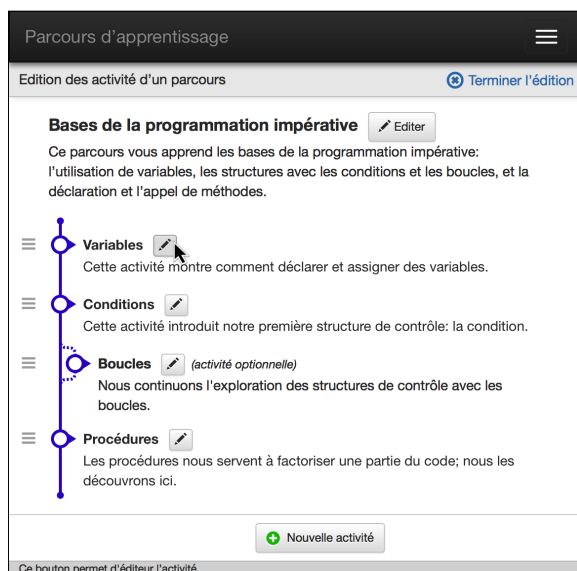 Parcours d'apprentissage
Edition des activité d'un parcours
Terminer l'édition
Bases de la programmation impérative
Editer
Ce parcours vous apprend les bases de la programmation impérative:
l'utilisation de variables, les structures avec les conditions et les boucles, et la
déclaration et l'appel de méthodes.
Variables
Cette activité montre comment déclarer et assigner des variables.
Conditions
Cette activité introduit notre première structure de contrôle: la condition.
Boucles (activité optionnelle)
Nous continuons l'exploration des structures de contrôle avec les
boucles.
Procédures
Les procédures nous servent à factoriser une partie du code; nous les
découvrons ici.
Nouvelle activité
Ce bouton permet d'éditer l'activité